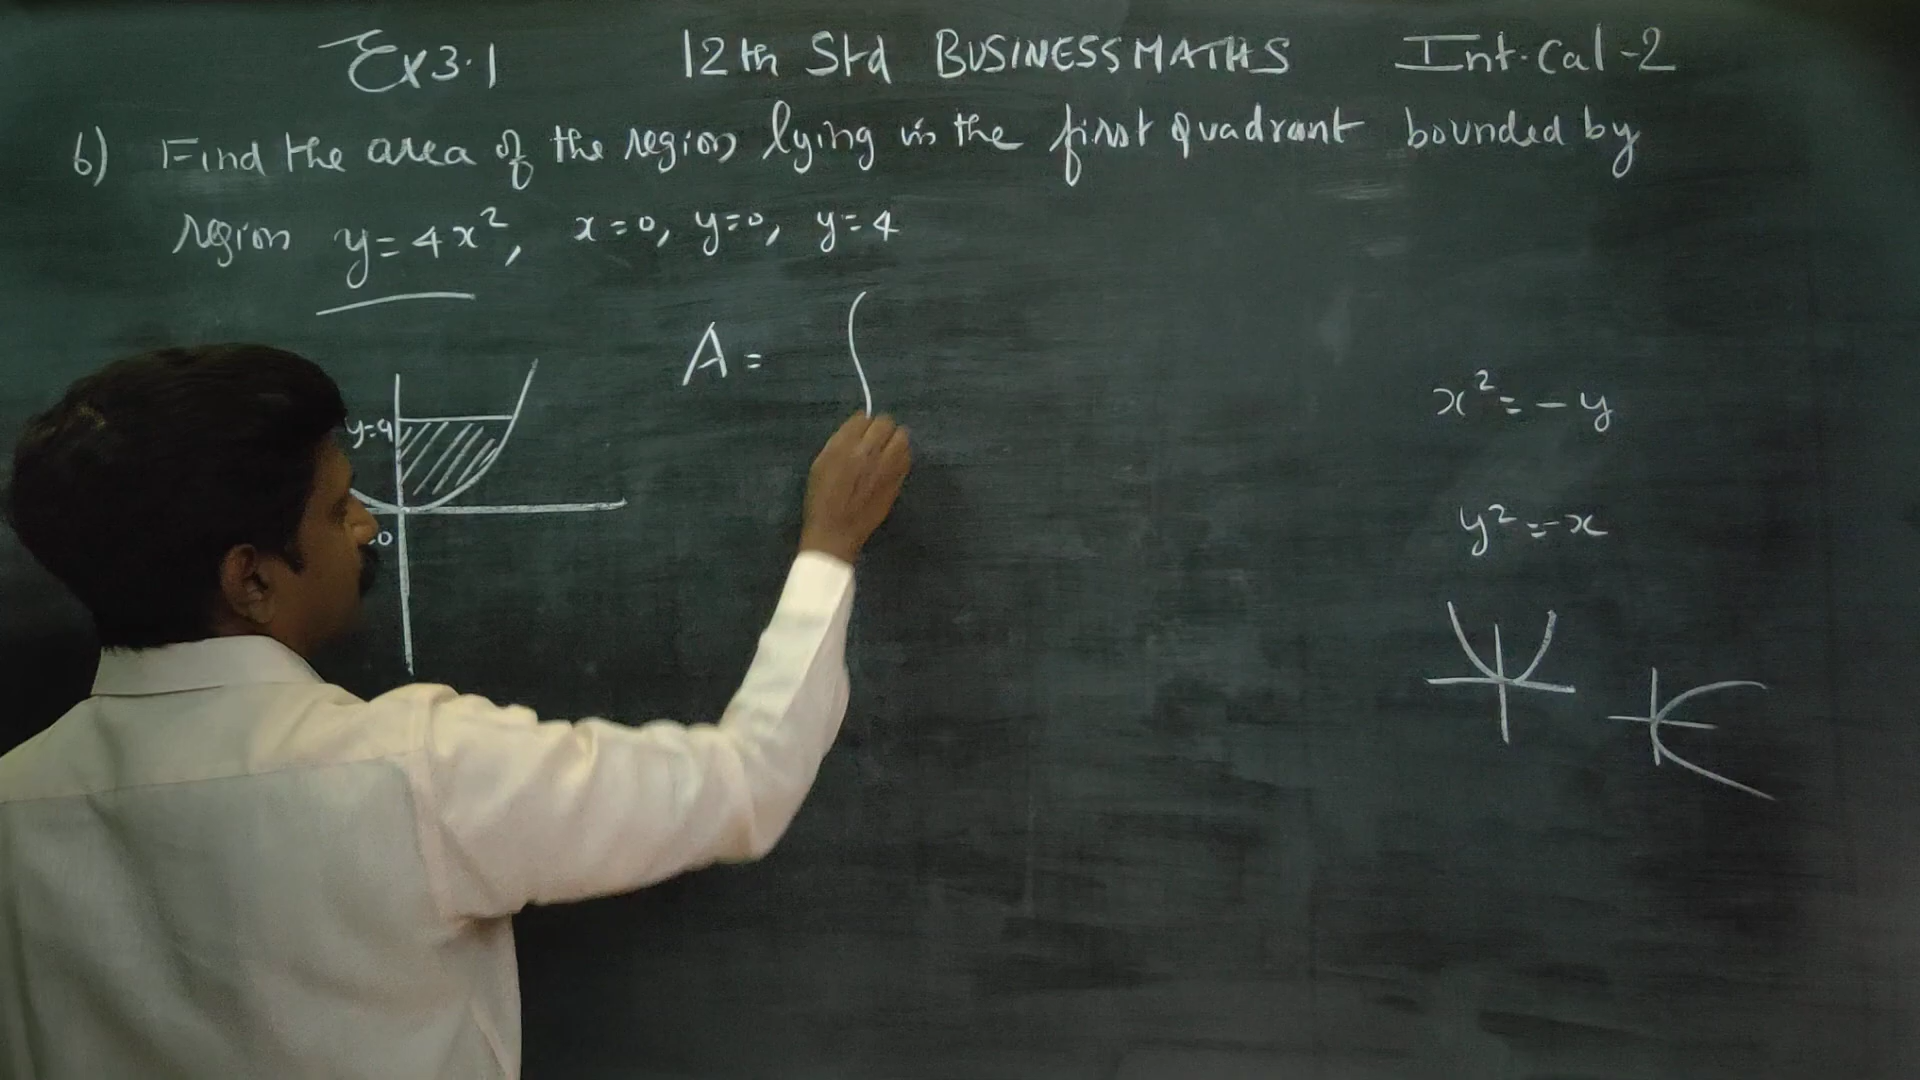 Ex 3.1 12th Std BUSINESS MATHS Int. Cal - 2
6) Find the area of the region lying in the first quadrant bounded by
region y = 4x², x = 0, y = 0, y = 4
A = ∫
y=4
=0
x² = - y
y² = -x